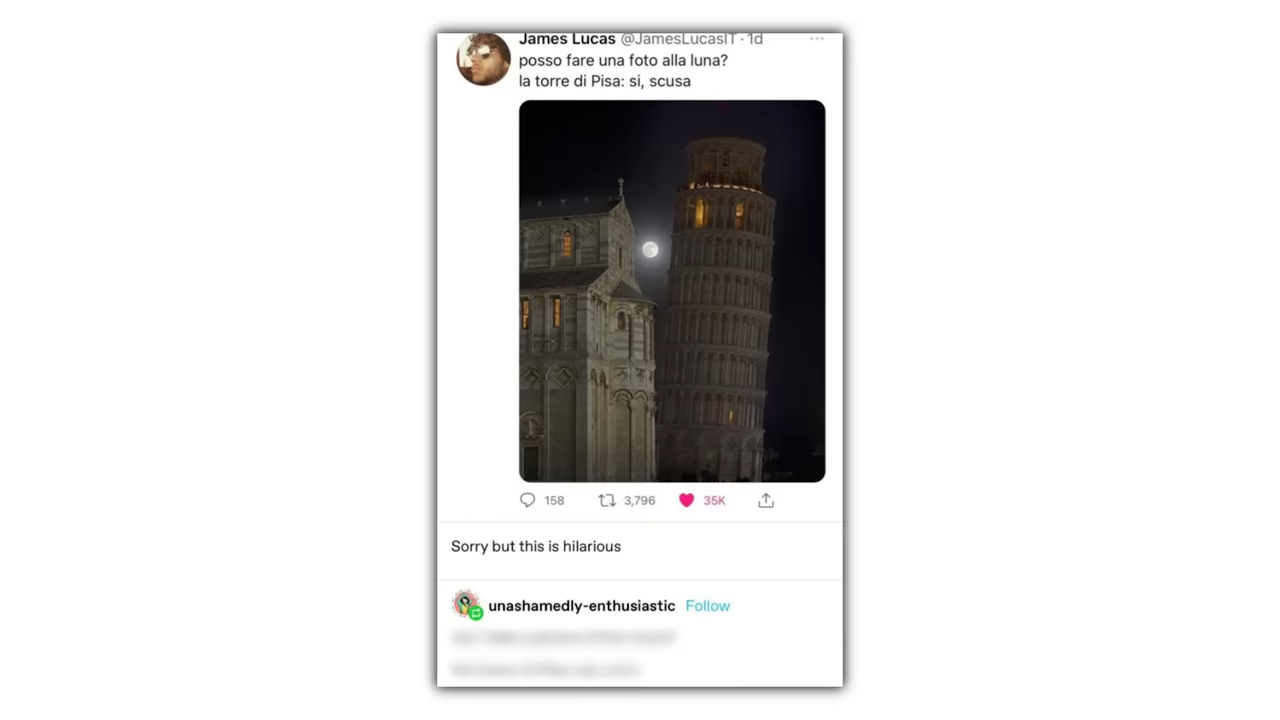 James Lucas @JamesLucasIT · 1d
posso fare una foto alla luna?
la torre di Pisa: si, scusa
158 3,796 35K
Sorry but this is hilarious
unashamedly-enthusiastic Follow